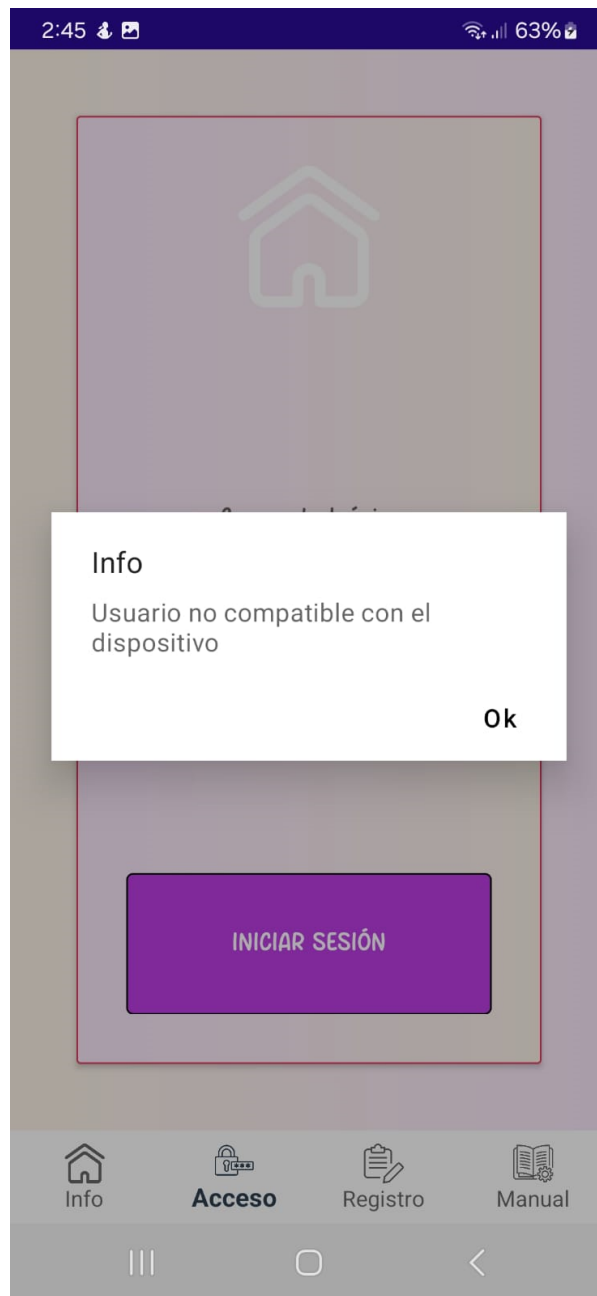 2:45 63%
Info
Usuario no compatible con el
dispositivo
Ok
INICIAR SESIÓN
Info Acceso Registro Manual